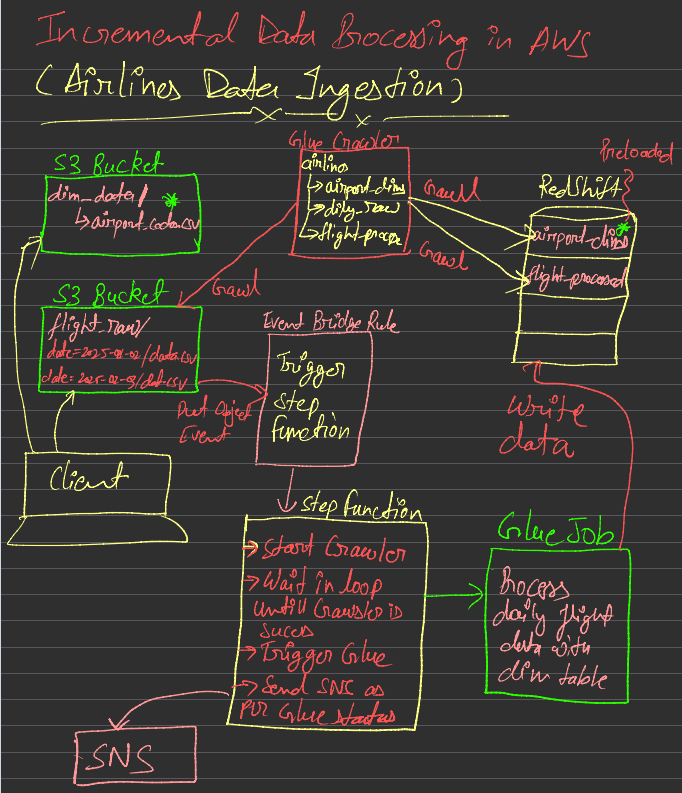 Incremental Data Processing in AWS
(Airlines Data Ingestion)
S3 Bucket
dim_data/
↳airport_codes.csv
Glue Crawler
airlines
↳airport_dim
↳daily_raw
↳flight_proces
Crawl
Crawl
Crawl
Preloaded
RedShift
airport_dim
flight_processed
S3 Bucket
flight_raw/
date=2025-02-02/data.csv
date=2025-02-03/dat.csv
Put Object
Event
Event Bridge Rule
Trigger
Step
Function
Write
data
Client
Step Function
→ Start Crawler
→ Wait in loop
untill Crawler is
succes
→ Trigger Glue
→ Send SNS as
per Glue status
Glue JOB
Process
daily flight
data with
dim table
SNS